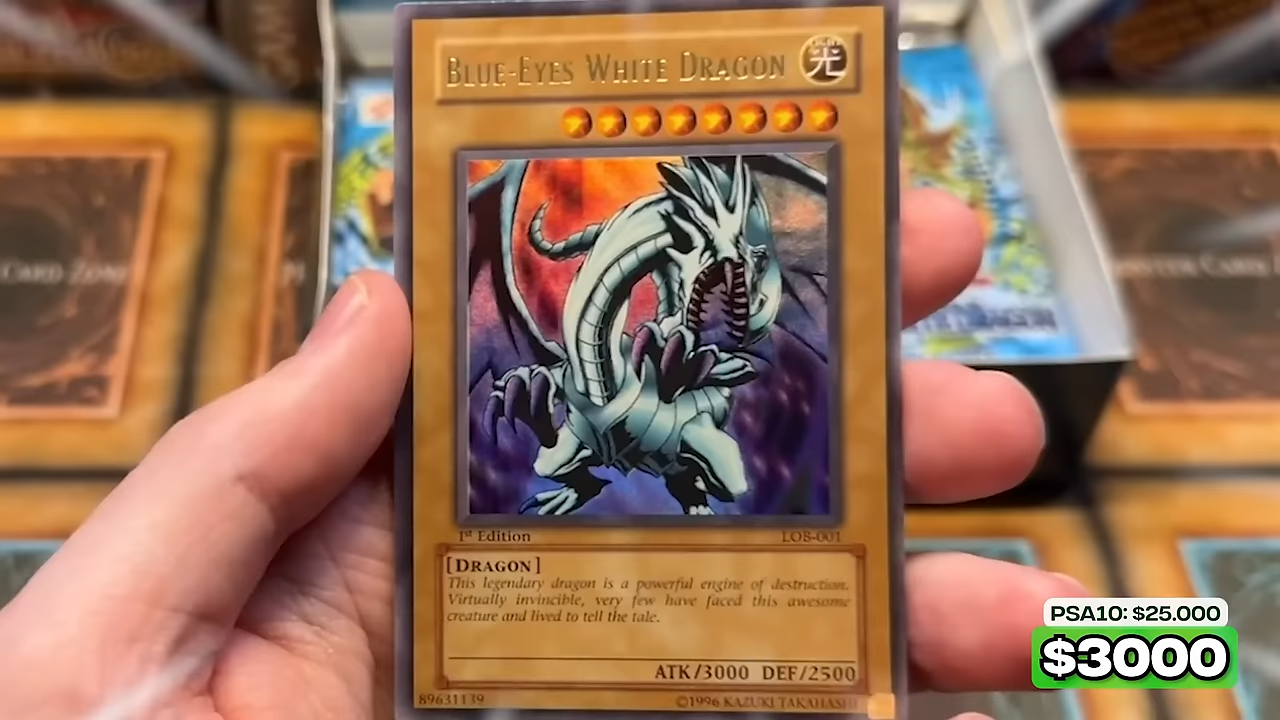 BLUE-EYES WHITE DRAGON
光
1st Edition
LOB-001
[DRAGON]
This legendary dragon is a powerful engine of destruction.
Virtually invincible, very few have faced this awesome
creature and lived to tell the tale.
ATK/3000 DEF/2500
89631139
©1996 KAZUKI TAKAHASHI
CARD ZONE
PSA10: $25.000
$3000